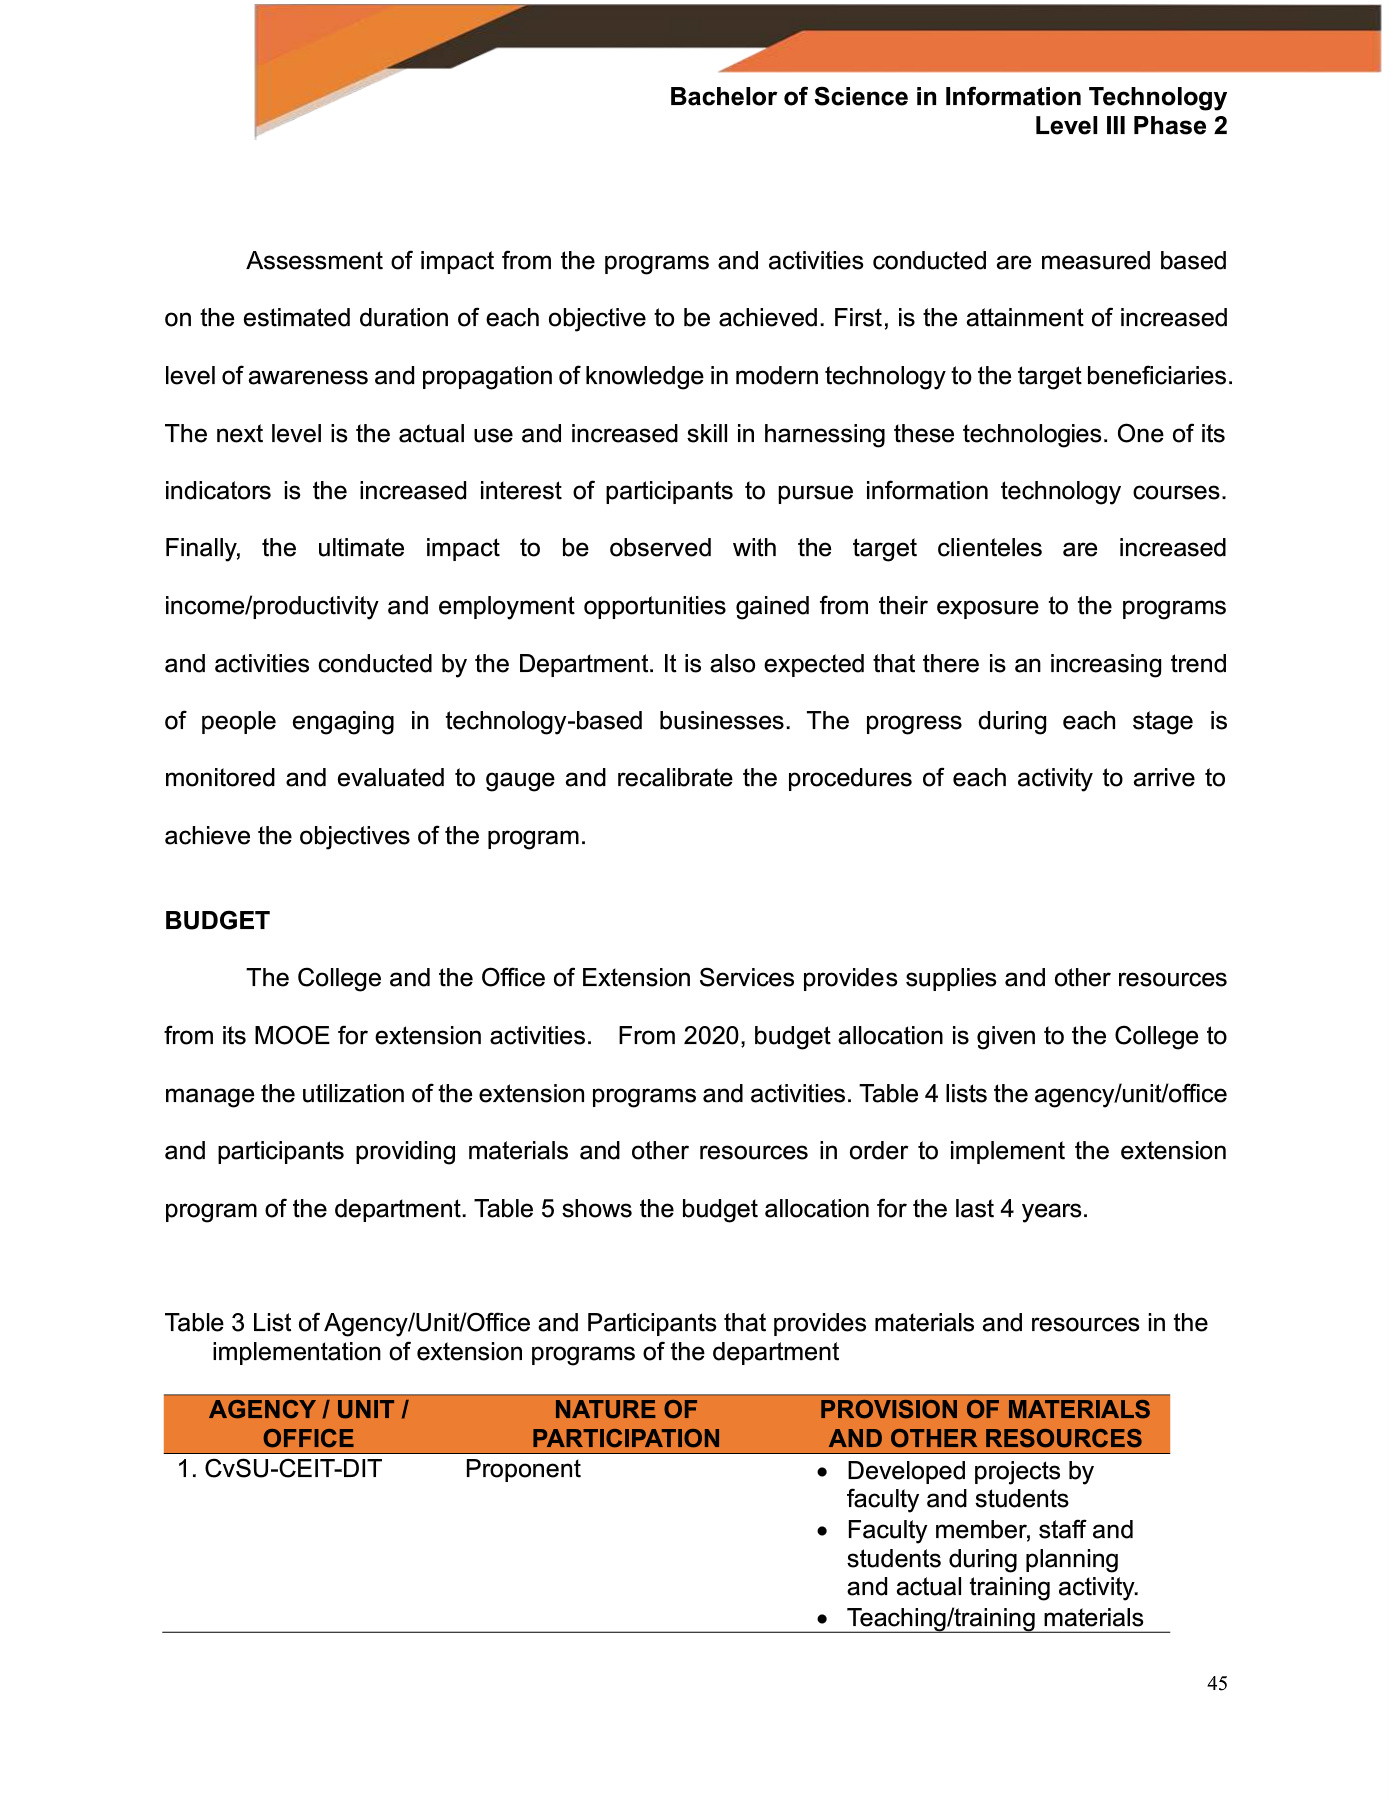 Bachelor of Science in Information Technology
Level III Phase 2
Assessment of impact from the programs and activities conducted are measured based
on the estimated duration of each objective to be achieved. First, is the attainment of increased
level of awareness and propagation of knowledge in modern technology to the target beneficiaries.
The next level is the actual use and increased skill in harnessing these technologies. One of its
indicators is the increased interest of participants to pursue information technology courses.
Finally, the ultimate impact to be observed with the target clienteles are increased
income/productivity and employment opportunities gained from their exposure to the programs
and activities conducted by the Department. It is also expected that there is an increasing trend
of people engaging in technology-based businesses. The progress during each stage is
monitored and evaluated to gauge and recalibrate the procedures of each activity to arrive to
achieve the objectives of the program.
BUDGET
The College and the Office of Extension Services provides supplies and other resources
from its MOOE for extension activities. From 2020, budget allocation is given to the College to
manage the utilization of the extension programs and activities. Table 4 lists the agency/unit/office
and participants providing materials and other resources in order to implement the extension
program of the department. Table 5 shows the budget allocation for the last 4 years.
Table 3 List of Agency/Unit/Office and Participants that provides materials and resources in the
implementation of extension programs of the department
AGENCY / UNIT /
OFFICE
NATURE OF
PARTICIPATION
PROVISION OF MATERIALS
AND OTHER RESOURCES
1. CvSU-CEIT-DIT
Proponent
• Developed projects by
faculty and students
• Faculty member, staff and
students during planning
and actual training activity.
• Teaching/training materials
45